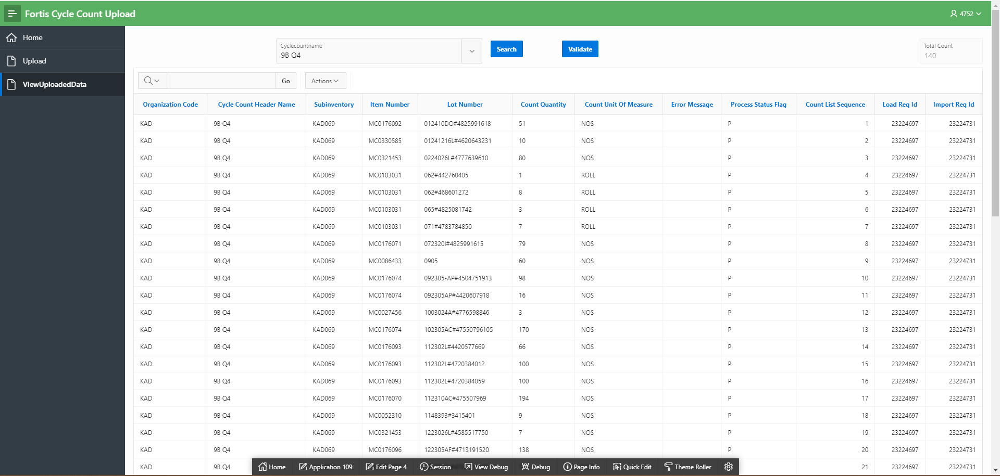 Fortis Cycle Count Upload
4752
Home
Upload
ViewUploadedData
Cyclecountname
9B Q4
Search
Validate
Total Count
140
Go
Actions
Organization Code Cycle Count Header Name Subinventory Item Number Lot Number Count Quantity Count Unit Of Measure Error Message Process Status Flag Count List Sequence Load Req Id Import Req Id
KAD 9B Q4 KAD069 MC0176092 012410DO#4825991618 51 NOS P 1 23224697 23224731
KAD 9B Q4 KAD069 MC0330585 01241216L#4620643231 10 NOS P 2 23224697 23224731
KAD 9B Q4 KAD069 MC0321453 0224026L#4777639610 80 NOS P 3 23224697 23224731
KAD 9B Q4 KAD069 MC0103031 062#442760405 1 ROLL P 4 23224697 23224731
KAD 9B Q4 KAD069 MC0103031 062#468601272 8 ROLL P 5 23224697 23224731
KAD 9B Q4 KAD069 MC0103031 065#4825081742 3 ROLL P 6 23224697 23224731
KAD 9B Q4 KAD069 MC0103031 071#4783784850 7 ROLL P 7 23224697 23224731
KAD 9B Q4 KAD069 MC0176071 072320I#4825991615 79 NOS P 8 23224697 23224731
KAD 9B Q4 KAD069 MC0086433 0905 60 NOS P 9 23224697 23224731
KAD 9B Q4 KAD069 MC0176074 092305-AP#4504751913 98 NOS P 10 23224697 23224731
KAD 9B Q4 KAD069 MC0176074 092305AP#4420607918 16 NOS P 11 23224697 23224731
KAD 9B Q4 KAD069 MC0027456 1003024A#4776598846 3 NOS P 12 23224697 23224731
KAD 9B Q4 KAD069 MC0176074 102305AC#47550796105 170 NOS P 13 23224697 23224731
KAD 9B Q4 KAD069 MC0176093 112302L#4420577669 66 NOS P 14 23224697 23224731
KAD 9B Q4 KAD069 MC0176093 112302L#4720384012 100 NOS P 15 23224697 23224731
KAD 9B Q4 KAD069 MC0176093 112302L#4720384059 100 NOS P 16 23224697 23224731
KAD 9B Q4 KAD069 MC0176070 112310AC#475507969 194 NOS P 17 23224697 23224731
KAD 9B Q4 KAD069 MC0052310 1148393#3415401 9 NOS P 18 23224697 23224731
KAD 9B Q4 KAD069 MC0321453 1223026L#4585517750 7 NOS P 19 23224697 23224731
KAD 9B Q4 KAD069 MC0176096 122305AF#4713191520 138 NOS P 20 23224697 23224731
KAD 9B Q4 21 23224697 23224731
Home Application 109 Edit Page 4 Session View Debug Debug Page Info Quick Edit Theme Roller